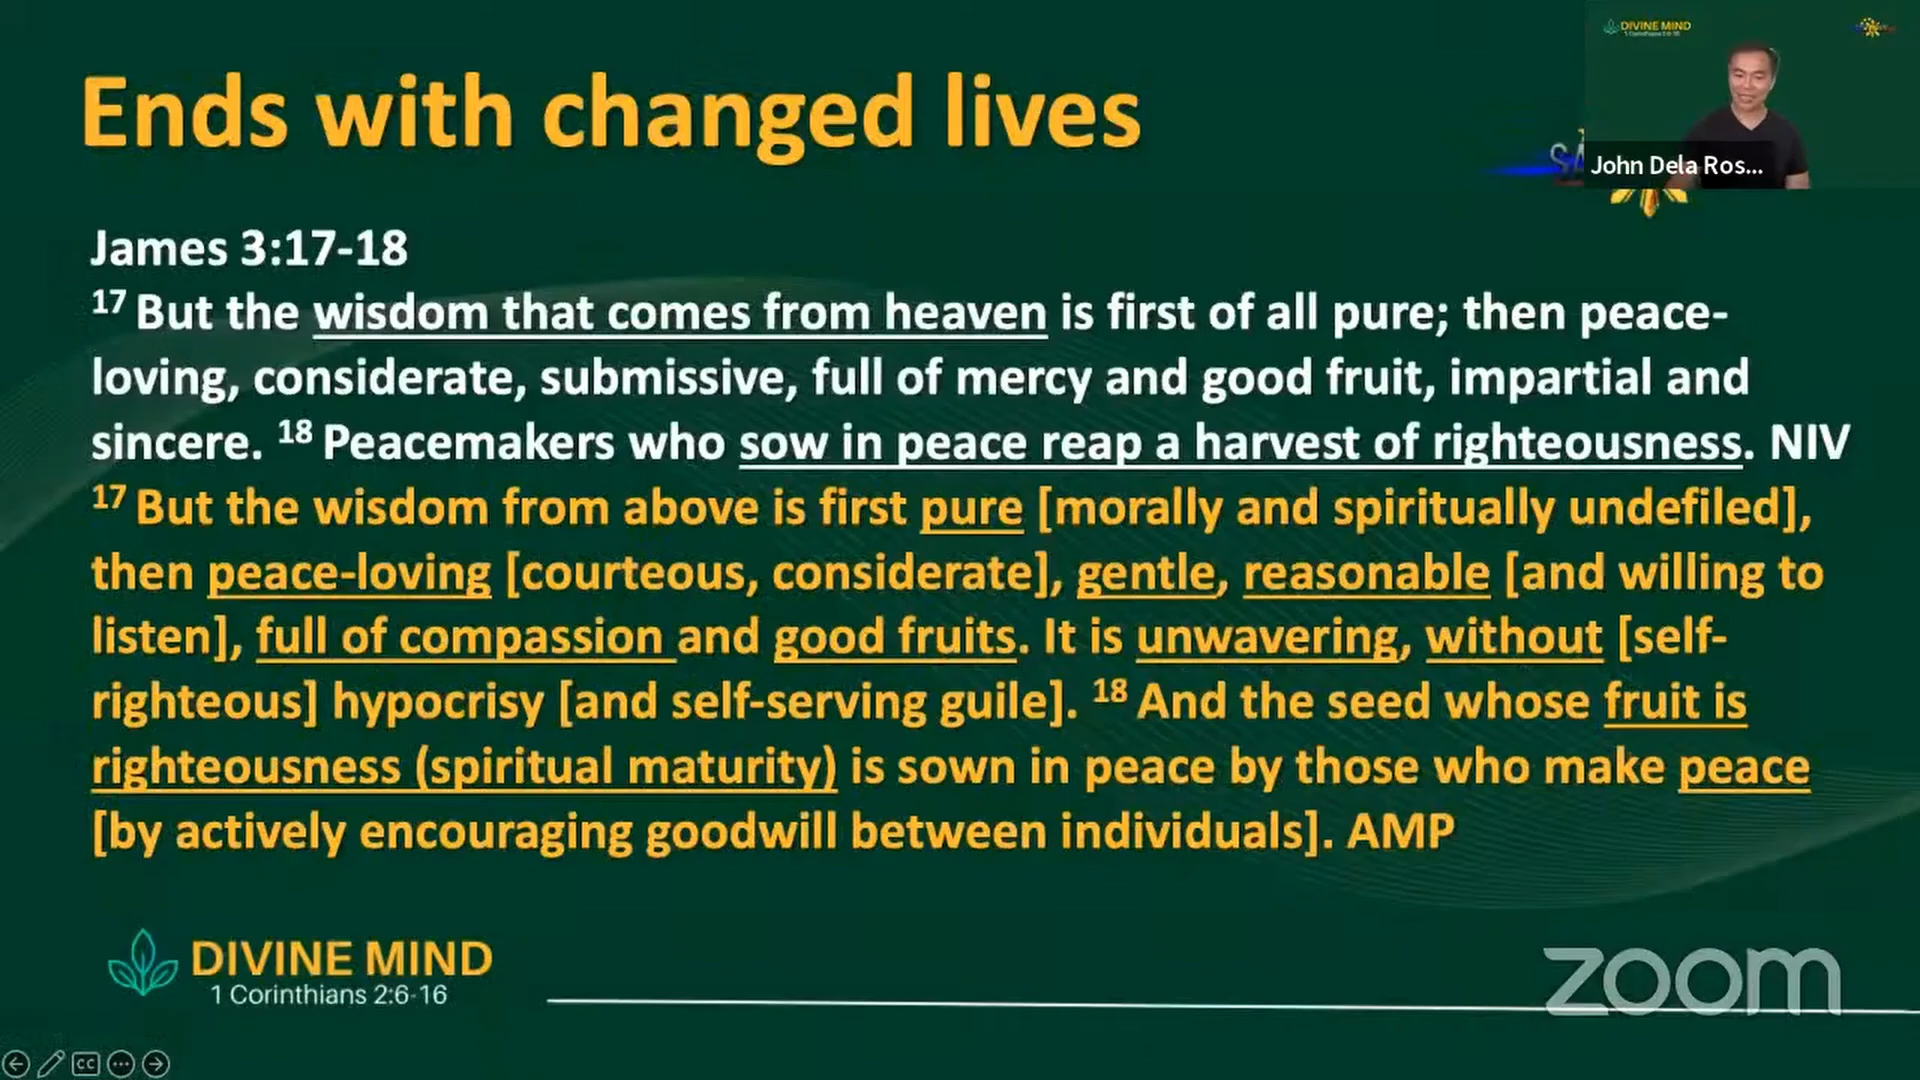 Ends with changed lives
DIVINE MIND
John Dela Ros...
James 3:17-18
17 But the wisdom that comes from heaven is first of all pure; then peace-
loving, considerate, submissive, full of mercy and good fruit, impartial and
sincere. 18 Peacemakers who sow in peace reap a harvest of righteousness. NIV
17 But the wisdom from above is first pure [morally and spiritually undefiled],
then peace-loving [courteous, considerate], gentle, reasonable [and willing to
listen], full of compassion and good fruits. It is unwavering, without [self-
righteous] hypocrisy [and self-serving guile]. 18 And the seed whose fruit is
righteousness (spiritual maturity) is sown in peace by those who make peace
[by actively encouraging goodwill between individuals]. AMP
DIVINE MIND
1 Corinthians 2:6-16
zoom
CC